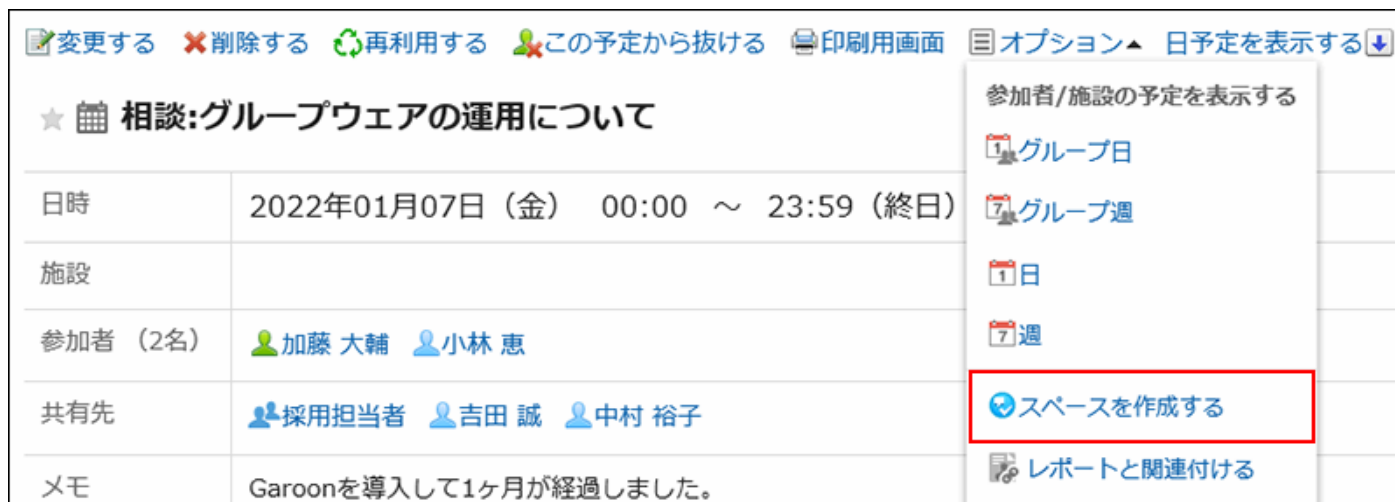 変更する 削除する 再利用する この予定から抜ける 印刷用画面 オプション▲ 日予定を表示する
相談:グループウェアの運用について
日時 2022年01月07日（金） 00:00 ～ 23:59（終日）
施設
参加者 （2名） 加藤 大輔 小林 恵
共有先 採用担当者 吉田 誠 中村 裕子
メモ Garoonを導入して1ヶ月が経過しました。
参加者/施設の予定を表示する
1 グループ日
7 グループ週
1 日
7 週
スペースを作成する
レポートと関連付ける